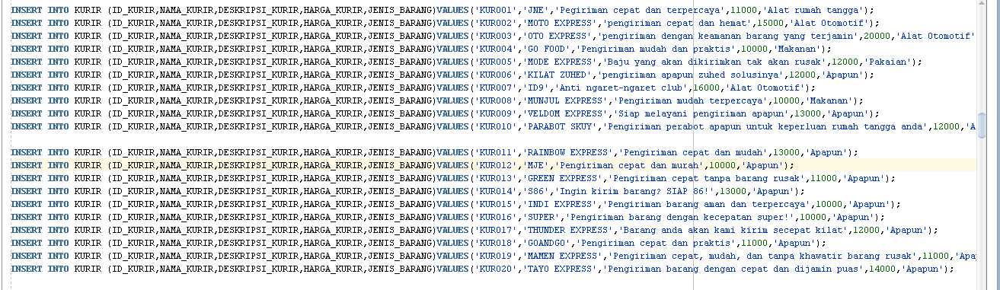 INSERT INTO KURIR (ID_KURIR,NAMA_KURIR,DESKRIPSI_KURIR,HARGA_KURIR,JENIS_BARANG)VALUES('KUR001','JNE','Pegiriman cepat dan terpercaya',11000,'Alat rumah tangga');
INSERT INTO KURIR (ID_KURIR,NAMA_KURIR,DESKRIPSI_KURIR,HARGA_KURIR,JENIS_BARANG)VALUES('KUR002','MOTO EXPRESS','pengiriman cepat dan hemat',15000,'Alat Otomotif');
INSERT INTO KURIR (ID_KURIR,NAMA_KURIR,DESKRIPSI_KURIR,HARGA_KURIR,JENIS_BARANG)VALUES('KUR003','OTO EXPRESS','pengiriman dengan keamanan barang yang terjamin',20000,'Alat Otomotif'
INSERT INTO KURIR (ID_KURIR,NAMA_KURIR,DESKRIPSI_KURIR,HARGA_KURIR,JENIS_BARANG)VALUES('KUR004','GO FOOD','Pengiriman mudah dan praktis',10000,'Makanan');
INSERT INTO KURIR (ID_KURIR,NAMA_KURIR,DESKRIPSI_KURIR,HARGA_KURIR,JENIS_BARANG)VALUES('KUR005','MODE EXPRESS','Baju yang akan dikirimkan tak akan rusak',12000,'Pakaian');
INSERT INTO KURIR (ID_KURIR,NAMA_KURIR,DESKRIPSI_KURIR,HARGA_KURIR,JENIS_BARANG)VALUES('KUR006','KILAT ZUHED','pengiriman apapun zuhed solusinya',12000,'Apapun');
INSERT INTO KURIR (ID_KURIR,NAMA_KURIR,DESKRIPSI_KURIR,HARGA_KURIR,JENIS_BARANG)VALUES('KUR007','ID9','Anti ngaret-ngaret club',16000,'Alat Otomotif');
INSERT INTO KURIR (ID_KURIR,NAMA_KURIR,DESKRIPSI_KURIR,HARGA_KURIR,JENIS_BARANG)VALUES('KUR008','MUNJUL EXPRESS','Pengiriman mudah terpercaya',10000,'Makanan');
INSERT INTO KURIR (ID_KURIR,NAMA_KURIR,DESKRIPSI_KURIR,HARGA_KURIR,JENIS_BARANG)VALUES('KUR009','VELDOM EXPRESS','Siap melayani pengiriman apapun',13000,'Apapun');
INSERT INTO KURIR (ID_KURIR,NAMA_KURIR,DESKRIPSI_KURIR,HARGA_KURIR,JENIS_BARANG)VALUES('KUR010','PARABOT SKUY','Pengiriman perabot apapun untuk keperluan rumah tangga anda',12000,'A
INSERT INTO KURIR (ID_KURIR,NAMA_KURIR,DESKRIPSI_KURIR,HARGA_KURIR,JENIS_BARANG)VALUES('KUR011','RAINBOW EXPRESS','Pengiriman cepat dan mudah',13000,'Apapun');
INSERT INTO KURIR (ID_KURIR,NAMA_KURIR,DESKRIPSI_KURIR,HARGA_KURIR,JENIS_BARANG)VALUES('KUR012','MJE','Pengiriman cepat dan murah',10000,'Apapun');
INSERT INTO KURIR (ID_KURIR,NAMA_KURIR,DESKRIPSI_KURIR,HARGA_KURIR,JENIS_BARANG)VALUES('KUR013','GREEN EXPRESS','Pengiriman cepat tanpa barang rusak',11000,'Apapun');
INSERT INTO KURIR (ID_KURIR,NAMA_KURIR,DESKRIPSI_KURIR,HARGA_KURIR,JENIS_BARANG)VALUES('KUR014','S86','Ingin kirim barang? SIAP 86!',13000,'Apapun');
INSERT INTO KURIR (ID_KURIR,NAMA_KURIR,DESKRIPSI_KURIR,HARGA_KURIR,JENIS_BARANG)VALUES('KUR015','INDI EXPRESS','Pengiriman barang aman dan terpercaya',10000,'Apapun');
INSERT INTO KURIR (ID_KURIR,NAMA_KURIR,DESKRIPSI_KURIR,HARGA_KURIR,JENIS_BARANG)VALUES('KUR016','SUPER','Pengiriman barang dengan kecepatan super!',10000,'Apapun');
INSERT INTO KURIR (ID_KURIR,NAMA_KURIR,DESKRIPSI_KURIR,HARGA_KURIR,JENIS_BARANG)VALUES('KUR017','THUNDER EXPRESS','Barang anda akan kami kirim secepat kilat',12000,'Apapun');
INSERT INTO KURIR (ID_KURIR,NAMA_KURIR,DESKRIPSI_KURIR,HARGA_KURIR,JENIS_BARANG)VALUES('KUR018','GOANDGO','Pengiriman cepat dan praktis',11000,'Apapun');
INSERT INTO KURIR (ID_KURIR,NAMA_KURIR,DESKRIPSI_KURIR,HARGA_KURIR,JENIS_BARANG)VALUES('KUR019','MAMEN EXPRESS','Pengiriman cepat, mudah, dan tanpa khawatir barang rusak',11000,'Apa
INSERT INTO KURIR (ID_KURIR,NAMA_KURIR,DESKRIPSI_KURIR,HARGA_KURIR,JENIS_BARANG)VALUES('KUR020','TAYO EXPRESS','Pengiriman barang dengan cepat dan dijamin puas',14000,'Apapun');